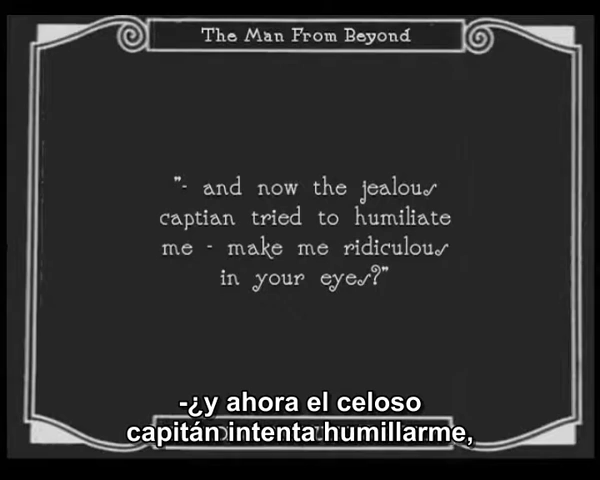 The Man From Beyond
"- and now the jealous
captian tried to humiliate
me - make me ridiculous
in your eyes?"
-¿y ahora el celoso
capitán intenta humillarme,